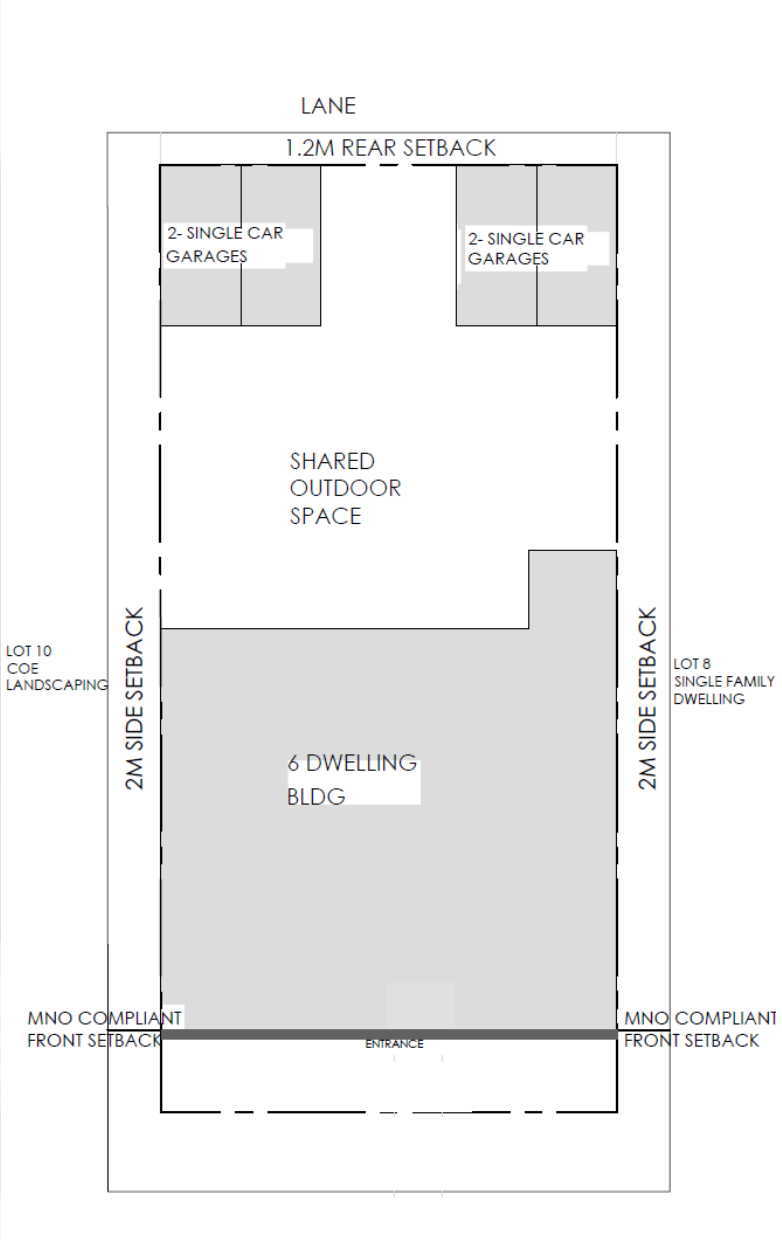 LANE
1.2M REAR SETBACK
2- SINGLE CAR
GARAGES
2- SINGLE CAR
GARAGES
SHARED
OUTDOOR
SPACE
2M SIDE SETBACK
2M SIDE SETBACK
LOT 10
COE
LANDSCAPING
LOT 8
SINGLE FAMILY
DWELLING
6 DWELLING
BLDG
MNO COMPLIANT
FRONT SETBACK
MNO COMPLIANT
FRONT SETBACK
ENTRANCE